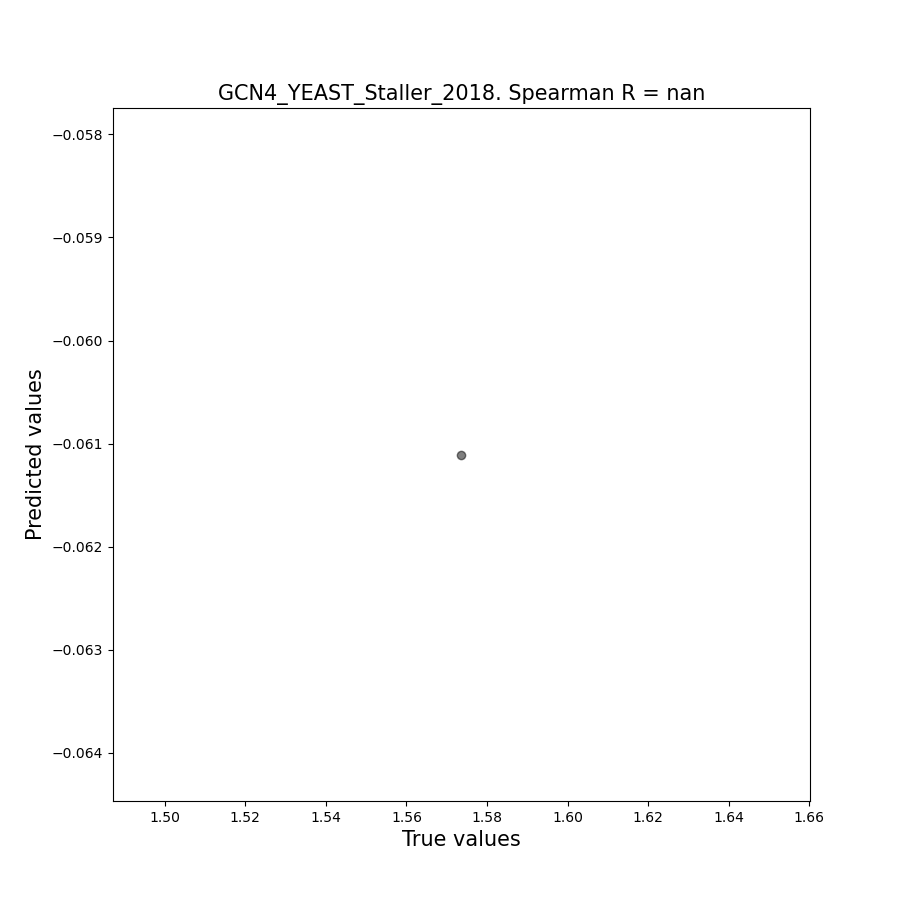 GCN4_YEAST_Staller_2018. Spearman R = nan
−0.058
−0.059
−0.060
−0.061
−0.062
−0.063
−0.064
Predicted values
1.50 1.52 1.54 1.56 1.58 1.60 1.62 1.64 1.66
True values